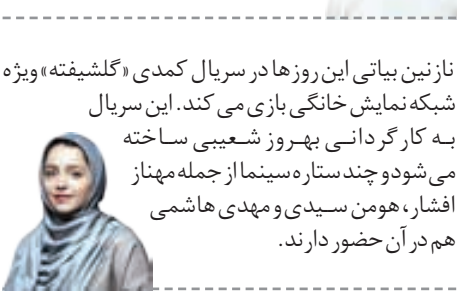 نازنین بیاتی این روزها در سریال کمدی «گلشیفته» ویژه
شبکه نمایش خانگی بازی می کند. این سریال
به کارگردانی بهروز شعیبی ساخته
می شود و چند ستاره سینما از جمله مهناز
افشار، هومن سیدی و مهدی هاشمی
هم در آن حضور دارند.